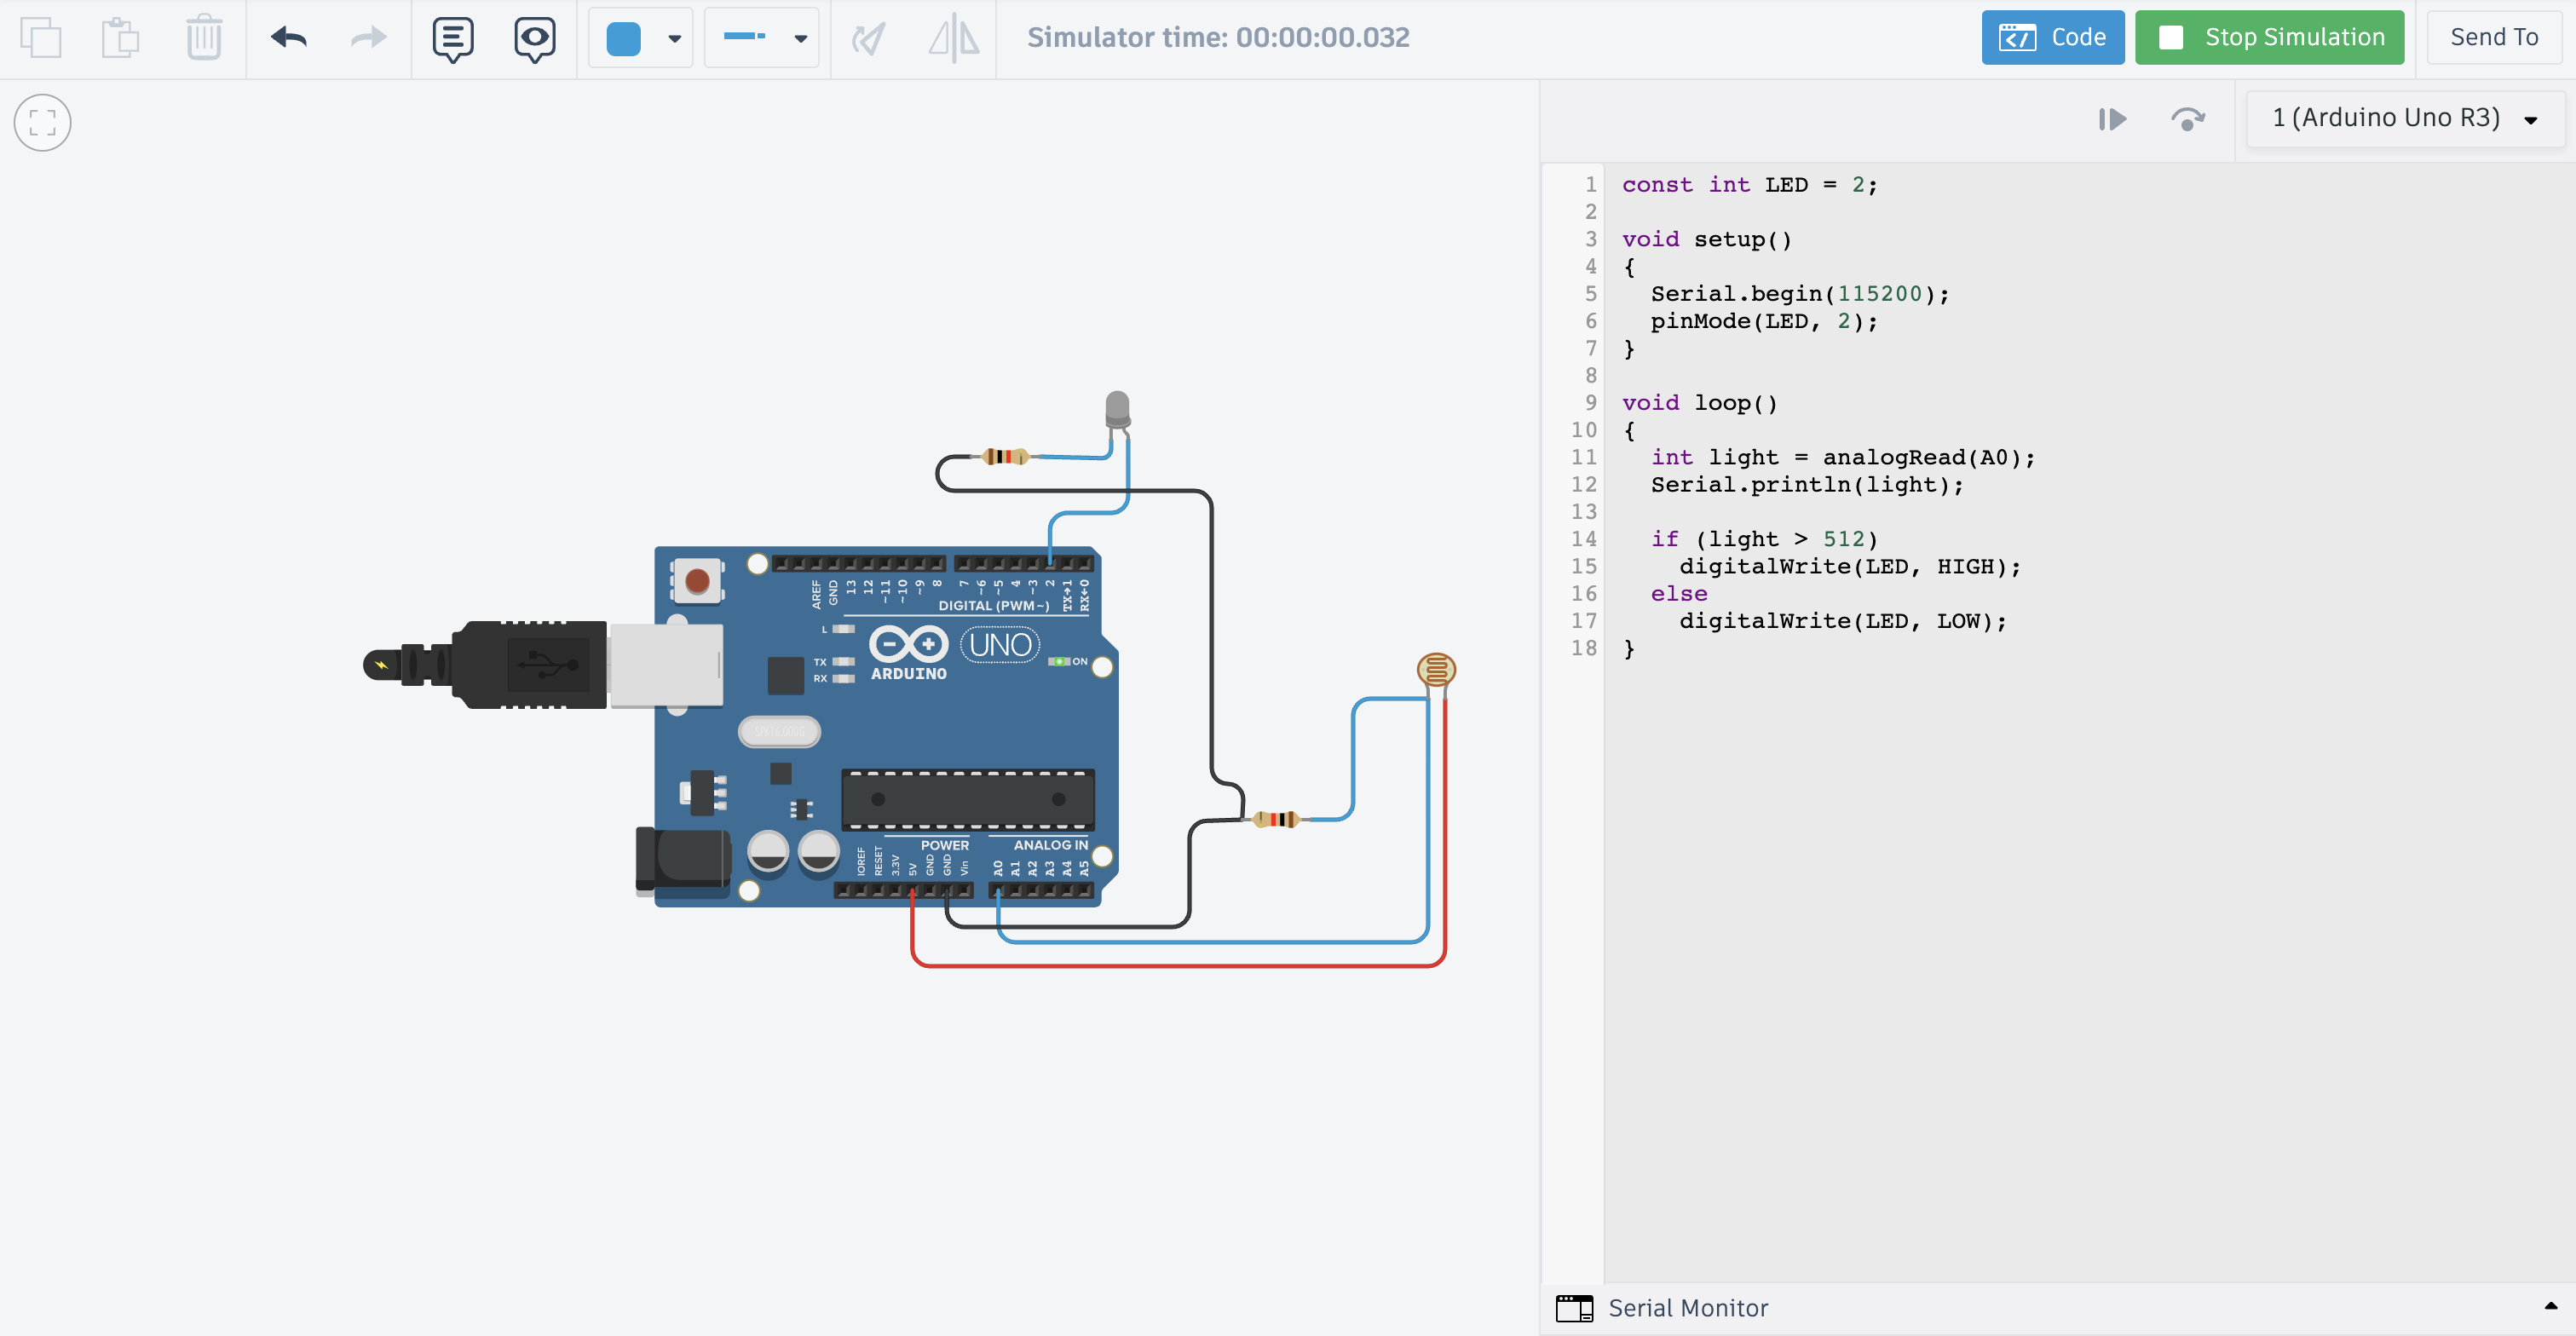 Simulator time: 00:00:00.032
Code
Stop Simulation
Send To
1 (Arduino Uno R3)
1 const int LED = 2;
2
3 void setup()
4 {
5   Serial.begin(115200);
6   pinMode(LED, 2);
7 }
8
9 void loop()
10 {
11   int light = analogRead(A0);
12   Serial.println(light);
13
14   if (light > 512)
15     digitalWrite(LED, HIGH);
16   else
17     digitalWrite(LED, LOW);
18 }
AREF GND 13 12 ~11 ~10 ~9 8 7 ~6 ~5 4 ~3 2 TX→1 RX←0
DIGITAL (PWM~)
L
TX
RX
UNO
ARDUINO
ON
POWER
ANALOG IN
IOREF RESET 3.3V 5V GND GND Vin A0 A1 A2 A3 A4 A5
Serial Monitor